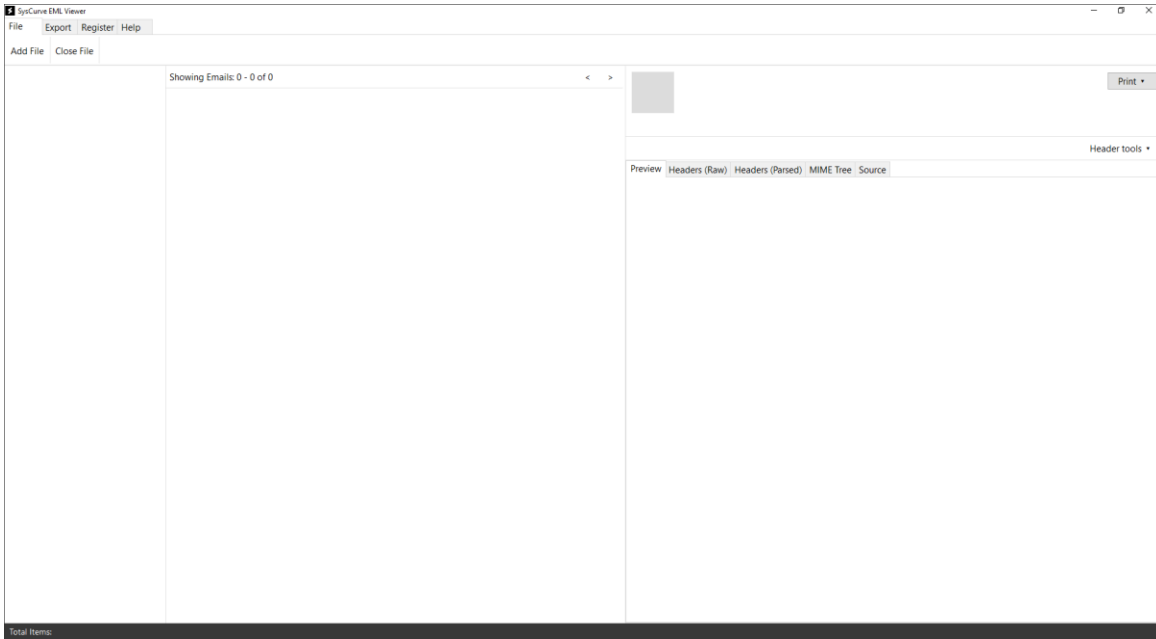 SysCurve EML Viewer
File Export Register Help
Add File Close File
Showing Emails: 0 - 0 of 0 < >
Print
Header tools
Preview Headers (Raw) Headers (Parsed) MIME Tree Source
Total Items: